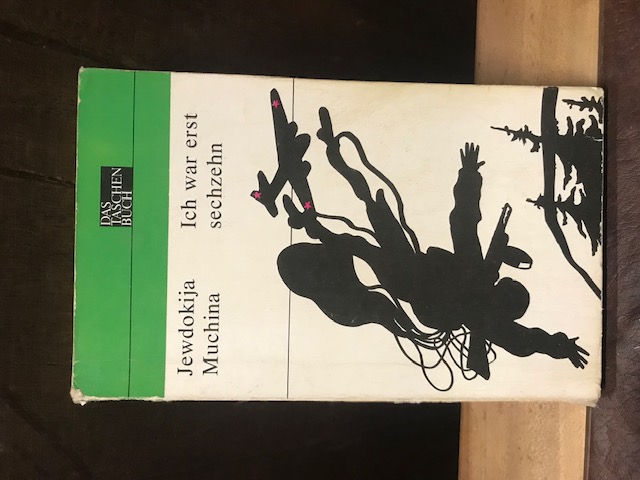 DAS
TASCHEN
BUCH
Jewdokija
Muchina
Ich war erst
sechzehn